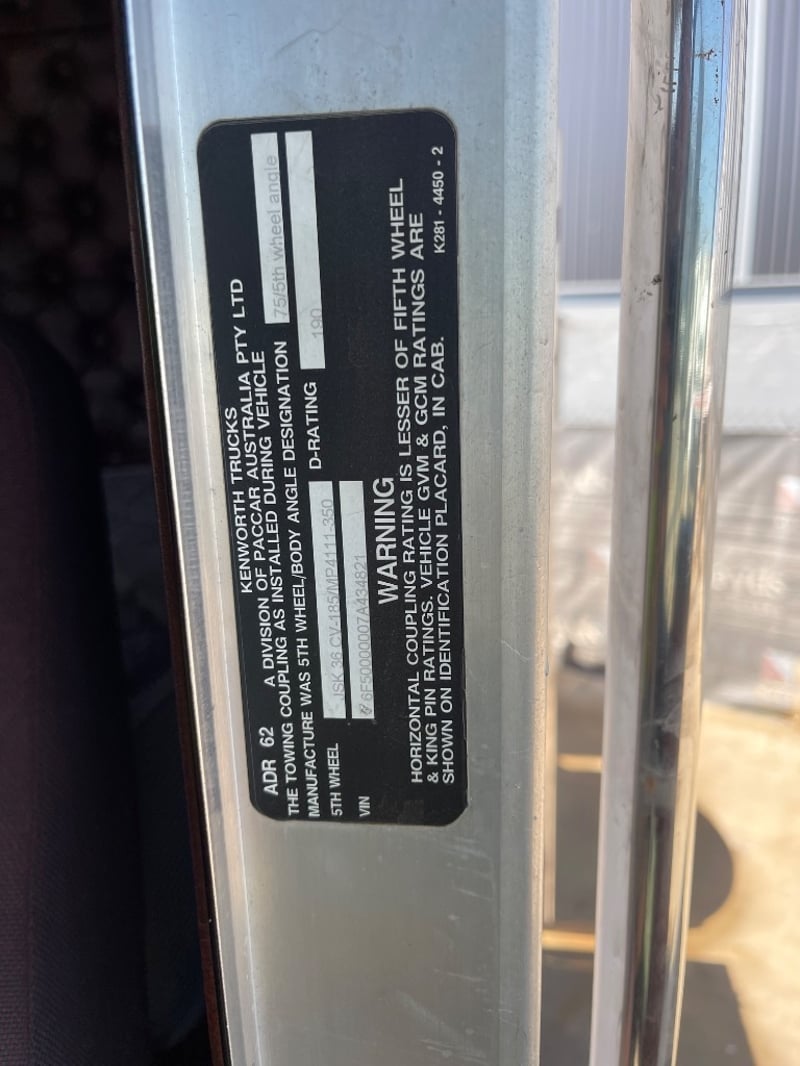 KENWORTH TRUCKS
ADR 62 A DIVISION OF PACCAR AUSTRALIA PTY LTD
THE TOWING COUPLING AS INSTALLED DURING VEHICLE
MANUFACTURE WAS 5TH WHEEL/BODY ANGLE DESIGNATION 75/5th wheel angle
5TH WHEEL JSK 36 CV-185/MP4111-350 D-RATING 190
VIN 6F50000007A434821
WARNING
HORIZONTAL COUPLING RATING IS LESSER OF FIFTH WHEEL
& KING PIN RATINGS. VEHICLE GVM & GCM RATINGS ARE
SHOWN ON IDENTIFICATION PLACARD, IN CAB. K281 - 4450 - 2